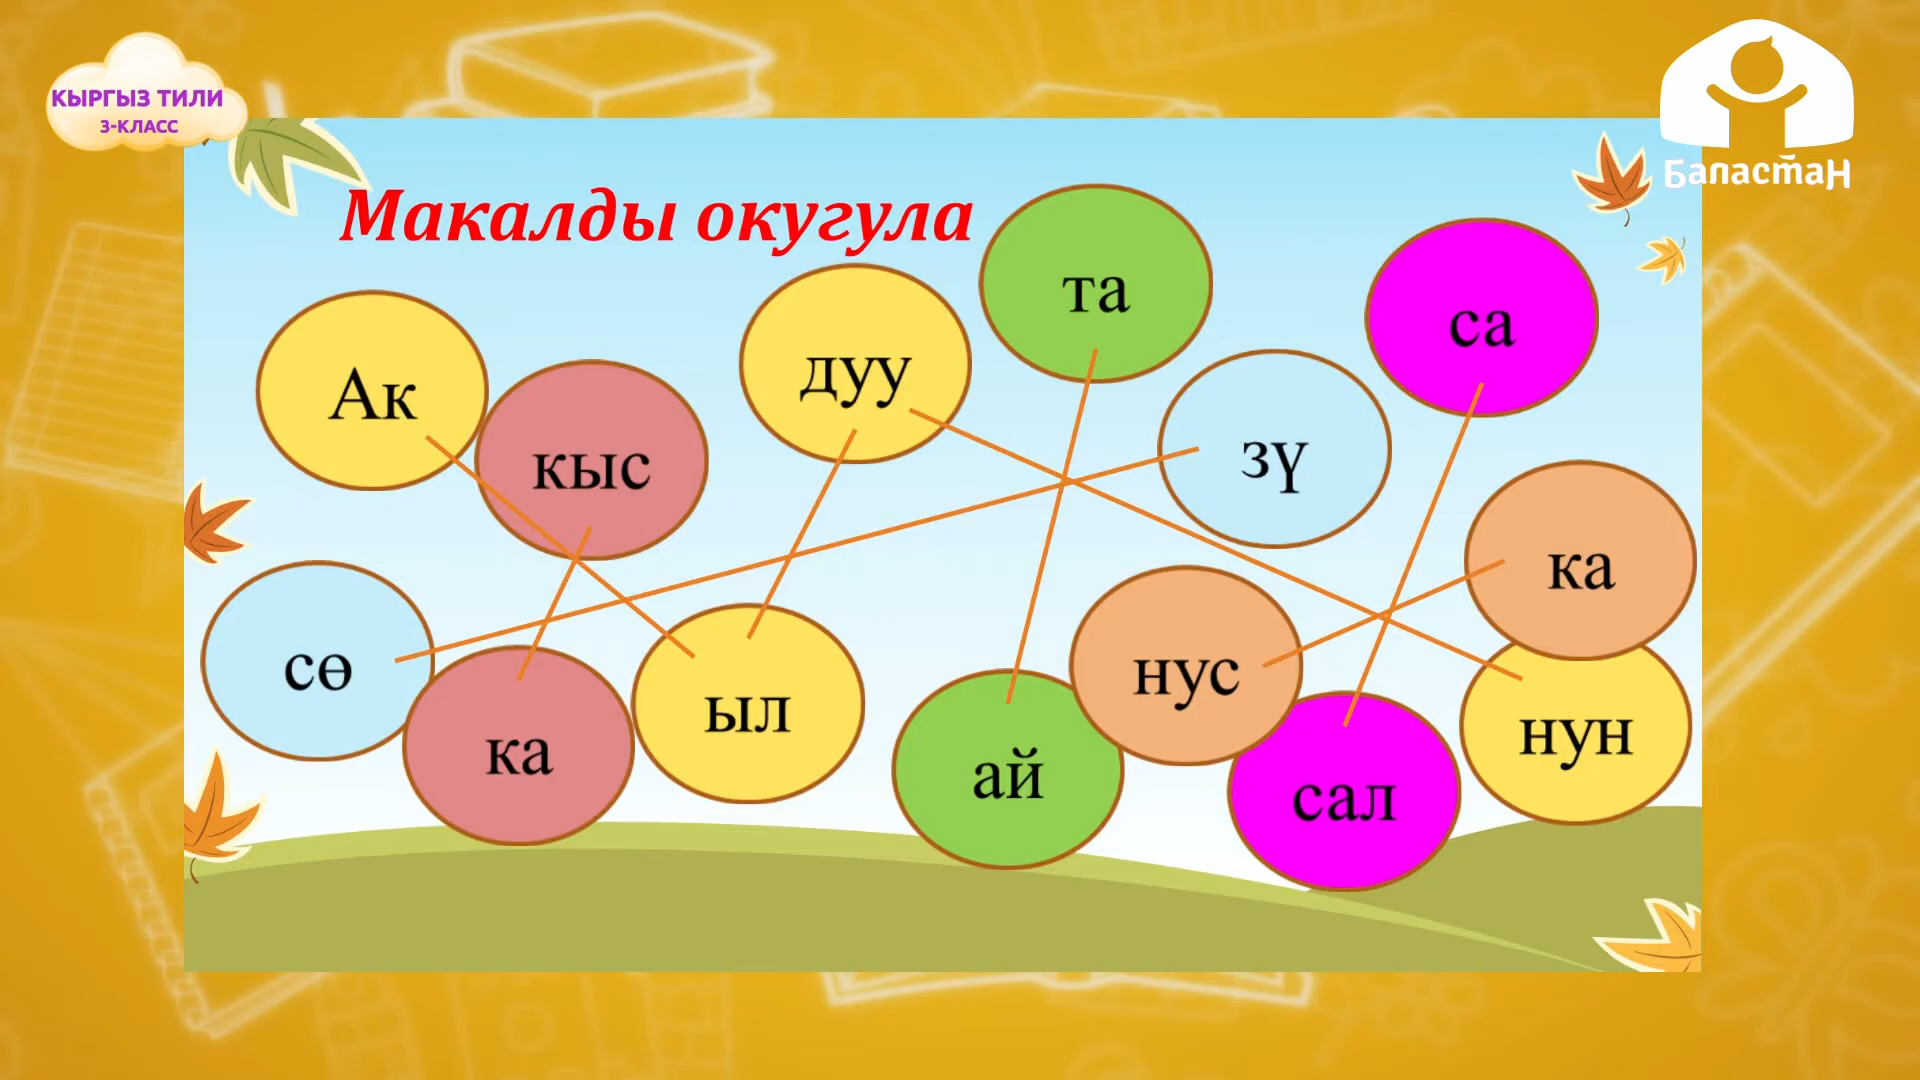 КЫРГЫЗ ТИЛИ
3-КЛАСС
Баластан
Макалды окугула
Ак
кыс
дуу
та
зү
са
ка
сө
ка
ыл
ай
нус
сал
нун